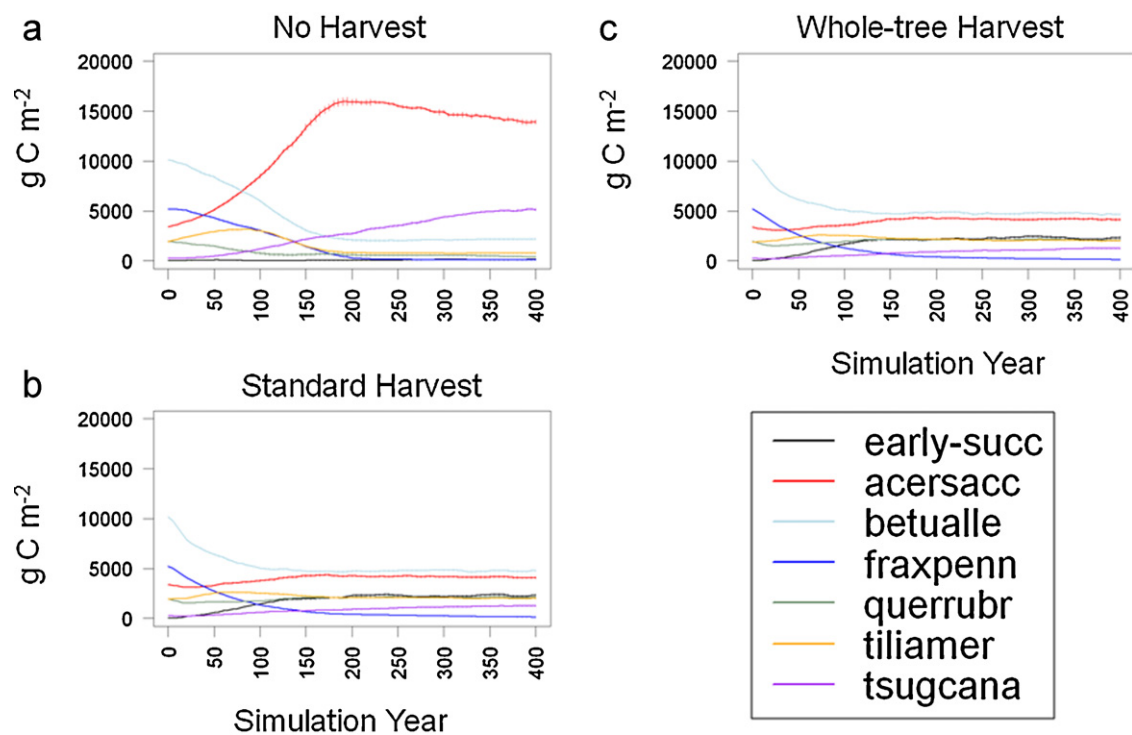 a
No Harvest
g C m-2
20000
15000
10000
5000
0
0 50 100 150 200 250 300 350 400
b
Standard Harvest
g C m-2
20000
15000
10000
5000
0
0 50 100 150 200 250 300 350 400
Simulation Year
c
Whole-tree Harvest
g C m-2
20000
15000
10000
5000
0
0 50 100 150 200 250 300 350 400
Simulation Year
early-succ
acersacc
betualle
fraxpenn
querrubr
tiliamer
tsugcana